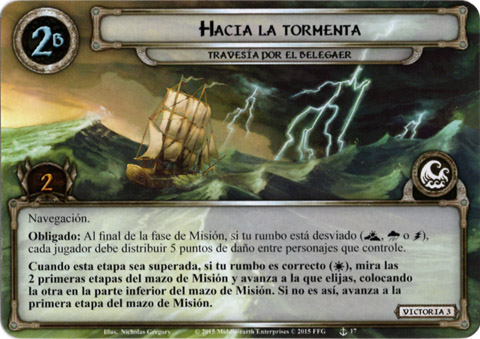 2B
HACIA LA TORMENTA
TRAVESÍA POR EL BELEGAER
2
Navegación.
Obligado: Al final de la fase de Misión, si tu rumbo está desviado ( , o ),
cada jugador debe distribuir 5 puntos de daño entre personajes que controle.
Cuando esta etapa sea superada, si tu rumbo es correcto ( ), mira las
2 primeras etapas del mazo de Misión y avanza a la que elijas, colocando
la otra en la parte inferior del mazo de Misión. Si no es así, avanza a la
primera etapa del mazo de Misión.
VICTORIA 3
Illus. Nicholas Gregory © 2015 Middle-earth Enterprises © 2015 FFG 37